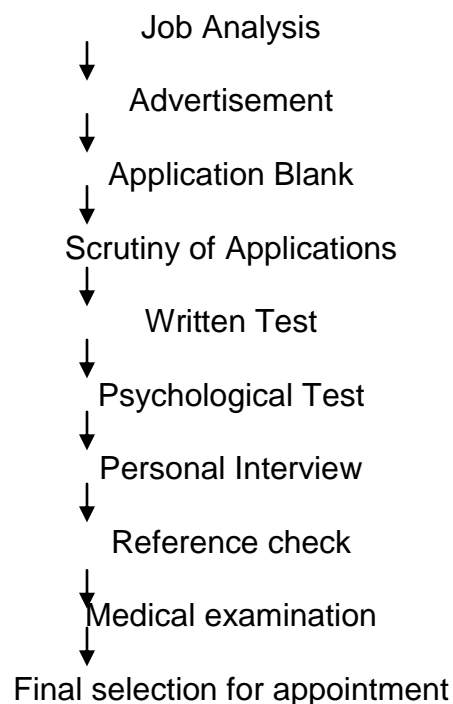 Job Analysis
Advertisement
Application Blank
Scrutiny of Applications
Written Test
Psychological Test
Personal Interview
Reference check
Medical examination
Final selection for appointment